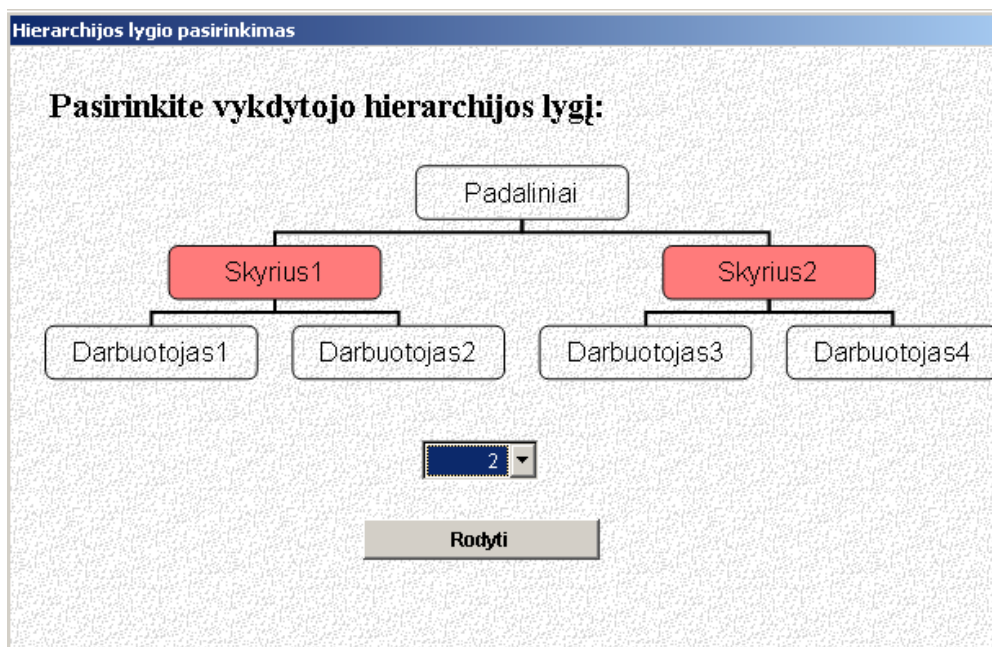 Hierarchijos lygio pasirinkimas
Pasirinkite vykdytojo hierarchijos lygį:
Padaliniai
Skyrius1 Skyrius2
Darbuotojas1 Darbuotojas2 Darbuotojas3 Darbuotojas4
2
Rodyti